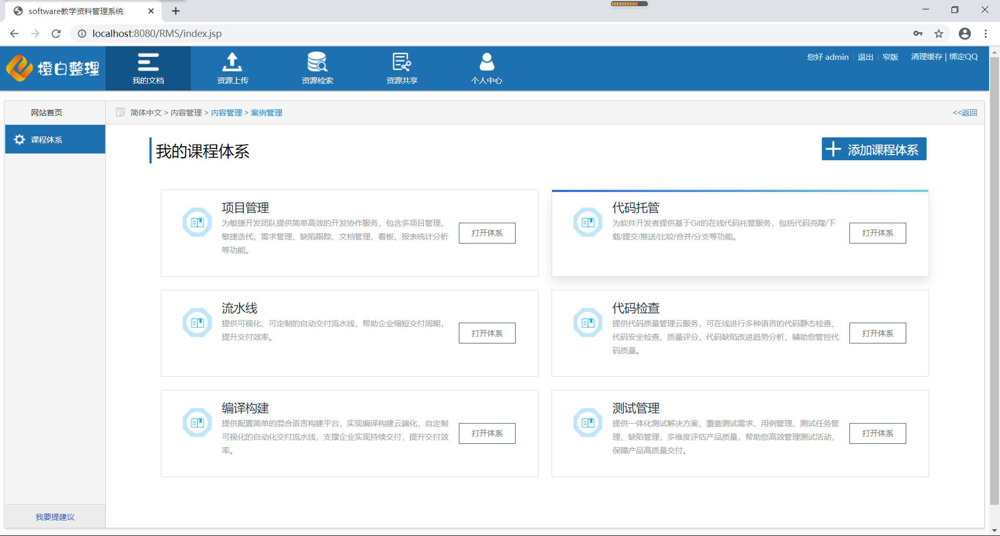 software教学资料管理系统
localhost:8080/RMS/index.jsp
橙白整理
我的文档
资源上传
资源检索
资源共享
个人中心
您好 admin
退出
窄版
清理缓存 | 绑定QQ
网站首页
简体中文 > 内容管理 > 内容管理 > 案例管理
<<返回
课程体系
我的课程体系
添加课程体系
项目管理
为敏捷开发团队提供简单高效的开发协作服务，包含多项目管理、
敏捷迭代、需求管理、缺陷跟踪、文档管理、看板、报表统计分析
等功能。
打开体系
代码托管
为软件开发者提供基于Git的在线代码托管服务，包括代码克隆/下
载/提交/推送/比较/合并/分支等功能。
打开体系
流水线
提供可视化、可定制的自动交付流水线，帮助企业缩短交付周期，
提升交付效率。
打开体系
代码检查
提供代码质量管理云服务，可在线进行多种语言的代码静态检查、
代码安全检查、质量评分、代码缺陷改进趋势分析，辅助您管控代
码质量。
打开体系
编译构建
提供配置简单的混合语言构建平台，实现编译构建云端化，自定制
可视化的自动化交付流水线，支撑企业实现持续交付，提升交付效
率。
打开体系
测试管理
提供一体化测试解决方案，覆盖测试需求、用例管理、测试任务管
理、缺陷管理，多维度评估产品质量，帮助您高效管理测试活动，
保障产品高质量交付。
打开体系
我要提建议